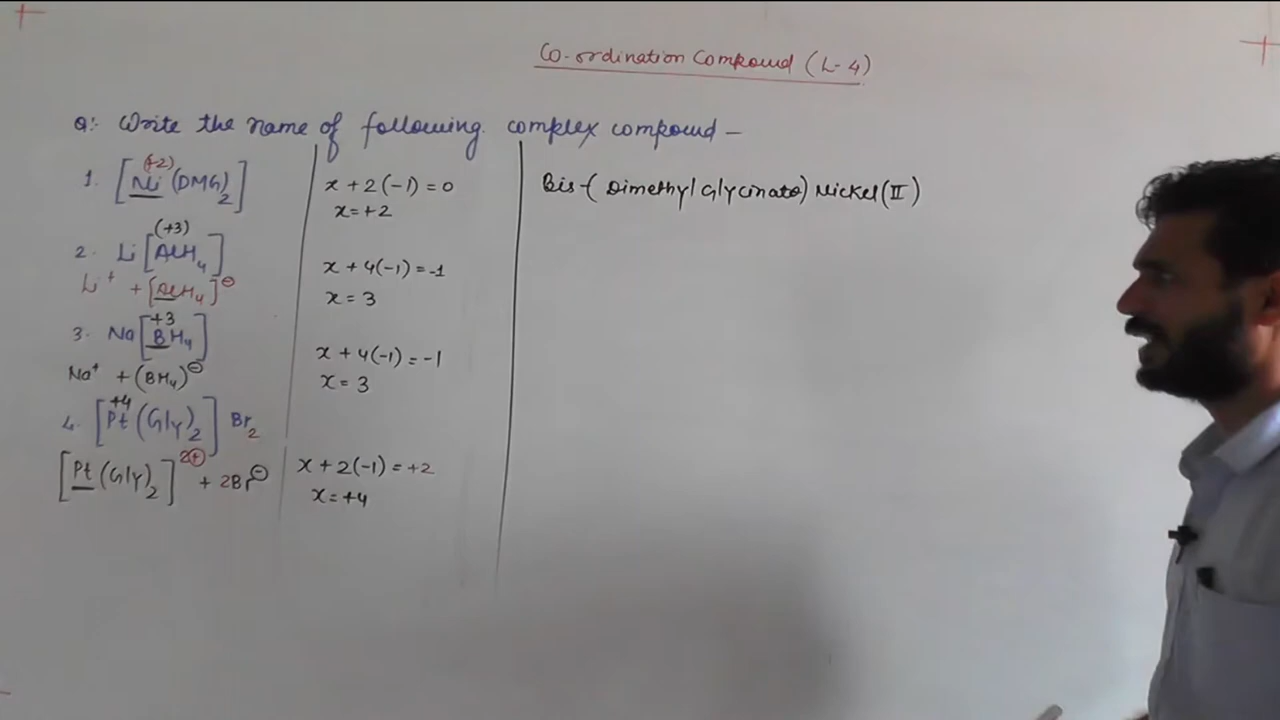 Co-ordination Compound (L-4)
Q:- Write the name of following complex compound -
1. [Ni(DMG)2] (+2)
x + 2(-1) = 0
x = +2
Bis-(Dimethyl Glycinato) Nickel(II)
2. Li[AlH4] (+3)
Li+ + [AlH4]⊖
x + 4(-1) = -1
x = 3
3. Na[BH4] +3
Na+ + (BH4)⊖
x + 4(-1) = -1
x = 3
4. [Pt(Gly)2] Br2 +4
[Pt(Gly)2]2⊕ + 2Br⊖
x + 2(-1) = +2
x = +4